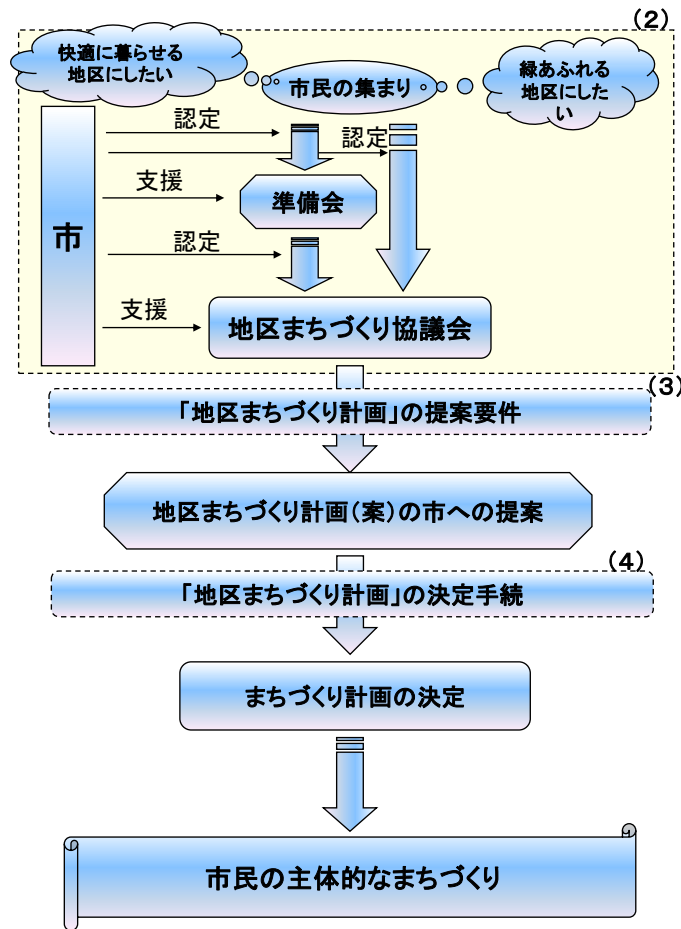 (2)
快適に暮らせる
地区にしたい
市民の集まり
緑あふれる
地区にした
い
認定
認定
支援
準備会
市
認定
支援
地区まちづくり協議会
(3)
「地区まちづくり計画」の提案要件
地区まちづくり計画(案)の市への提案
(4)
「地区まちづくり計画」の決定手続
まちづくり計画の決定
市民の主体的なまちづくり